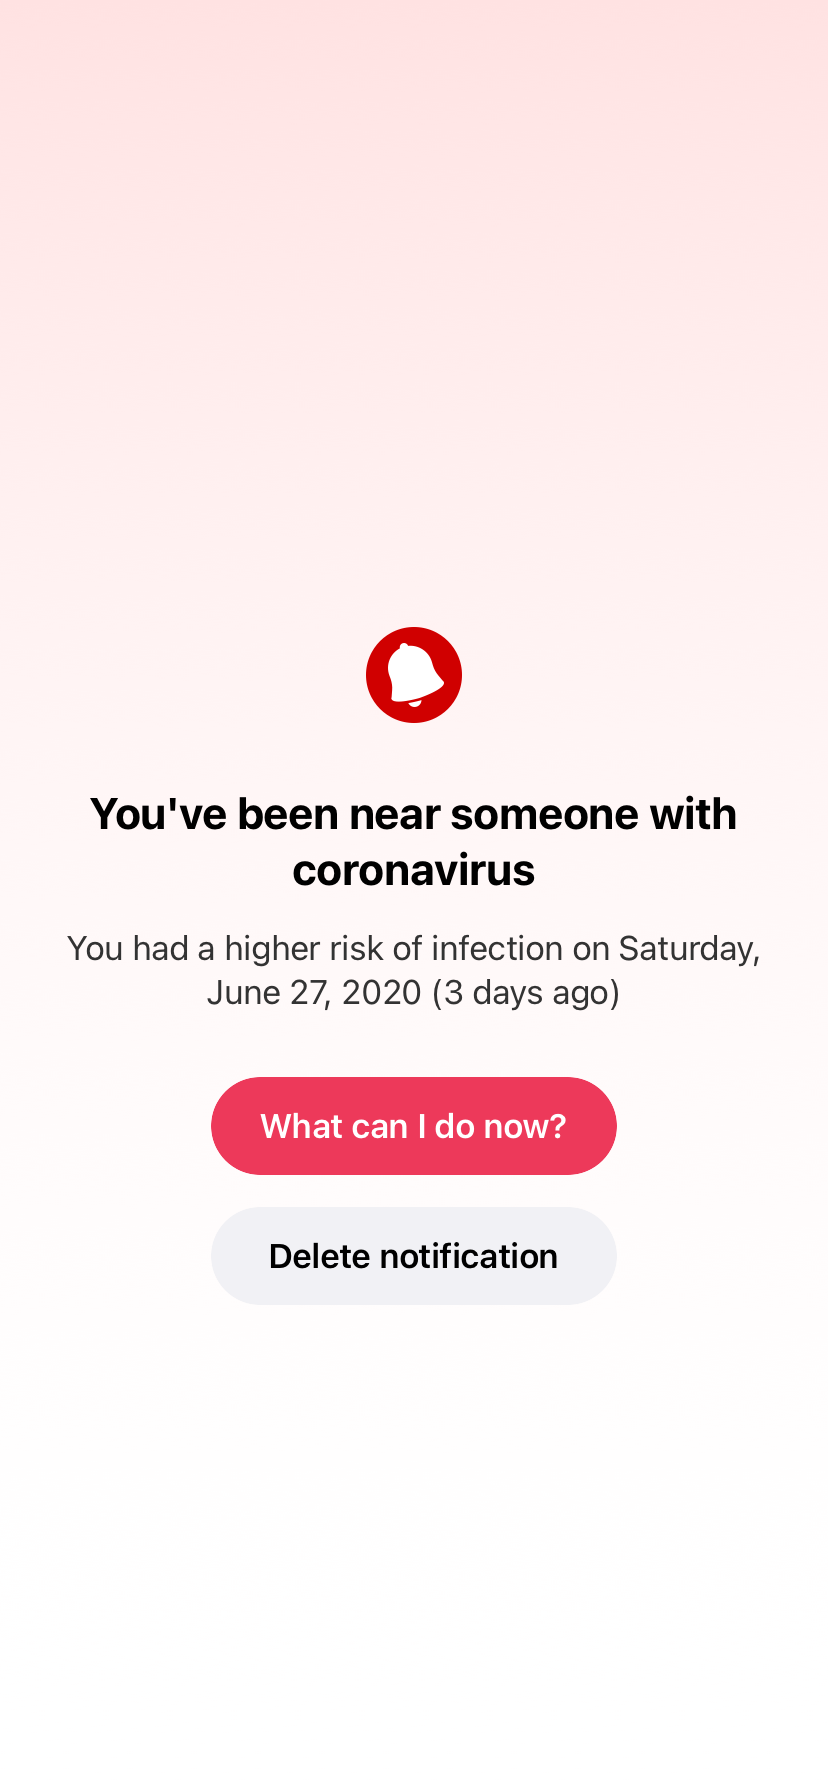 You've been near someone with
coronavirus
You had a higher risk of infection on Saturday,
June 27, 2020 (3 days ago)
What can I do now?
Delete notification